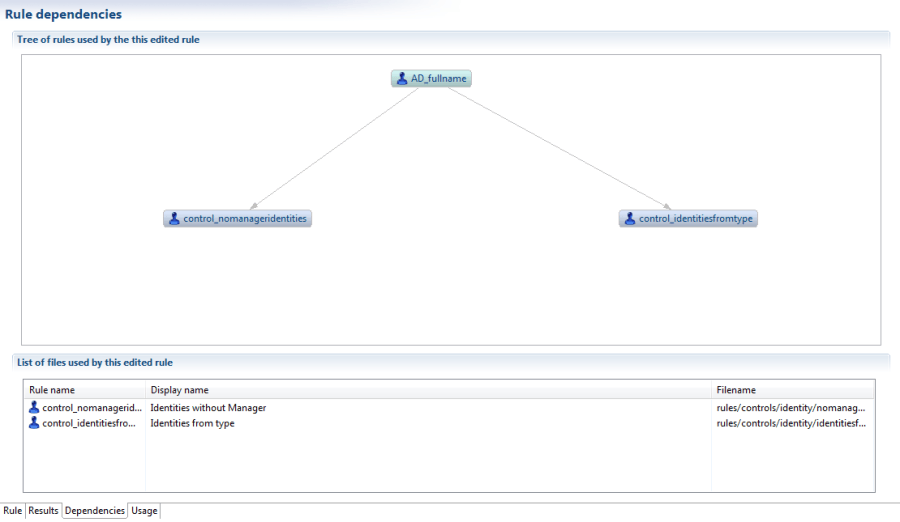 Rule dependencies
Tree of rules used by the this edited rule
AD_fullname
control_nomanageridentities control_identitiesfromtype
List of files used by this edited rule
Rule name Display name Filename
control_nomanagerid... Identities without Manager rules/controls/identity/nomanag...
control_identitiesfro... Identities from type rules/controls/identity/identitiesf...
Rule Results Dependencies Usage